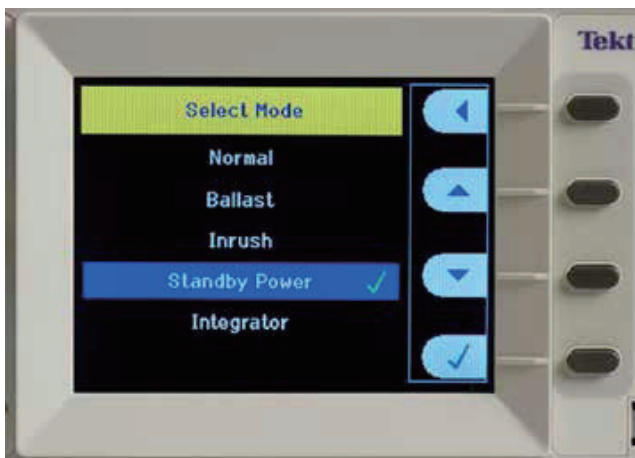 Tekt
Select Mode
Normal
Ballast
Inrush
Standby Power
Integrator